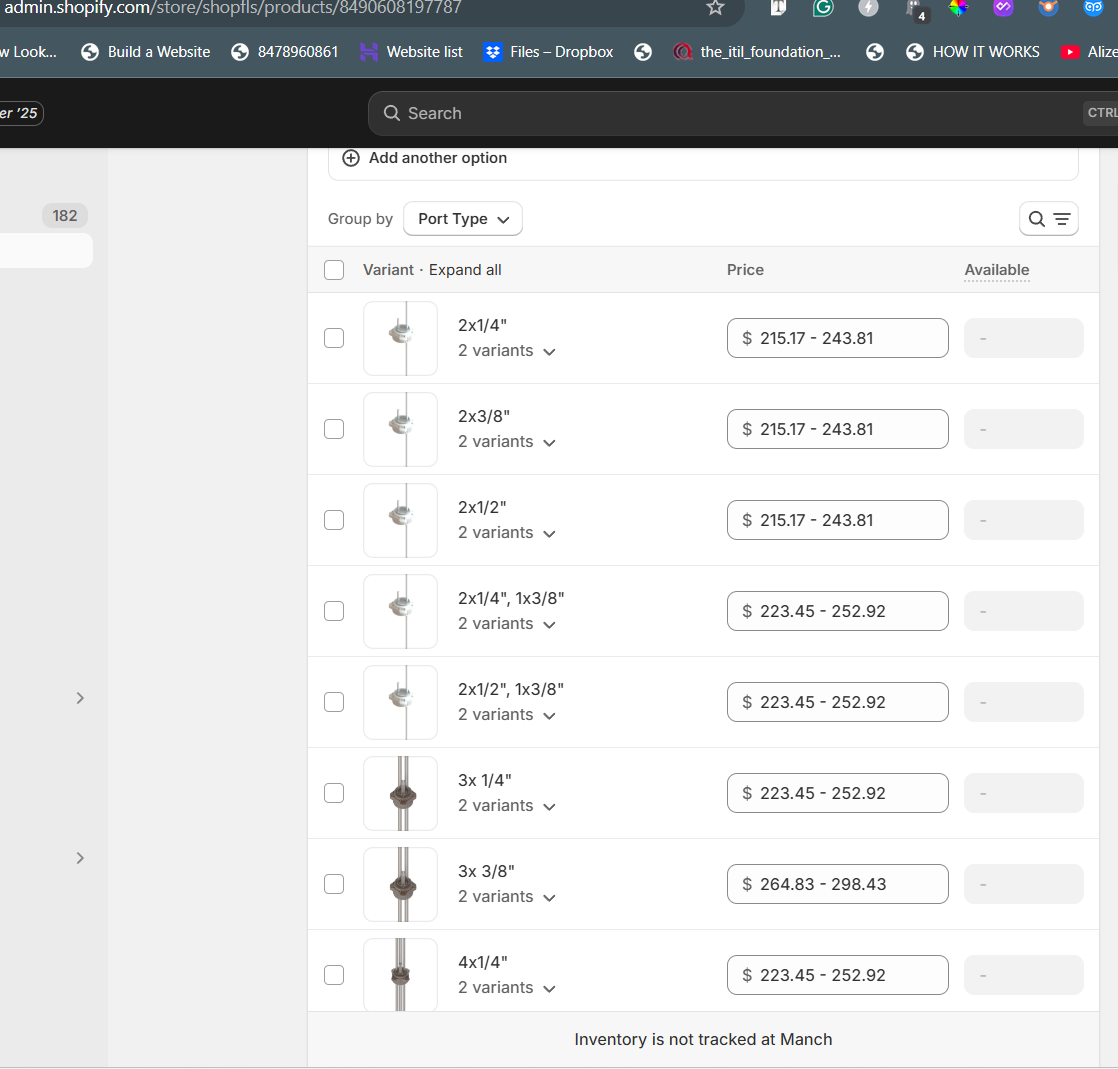 admin.shopify.com/store/shopfls/products/8490608197787
4
w Look... Build a Website 8478960861 Website list Files – Dropbox the_itil_foundation_... HOW IT WORKS Alize
er '25 Search CTRL
Add another option
182
Group by Port Type
Variant · Expand all Price Available
2x1/4"
2 variants $ 215.17 - 243.81 -
2x3/8"
2 variants $ 215.17 - 243.81 -
2x1/2"
2 variants $ 215.17 - 243.81 -
2x1/4", 1x3/8"
2 variants $ 223.45 - 252.92 -
2x1/2", 1x3/8"
2 variants $ 223.45 - 252.92 -
3x 1/4"
2 variants $ 223.45 - 252.92 -
3x 3/8"
2 variants $ 264.83 - 298.43 -
4x1/4"
2 variants $ 223.45 - 252.92 -
Inventory is not tracked at Manch